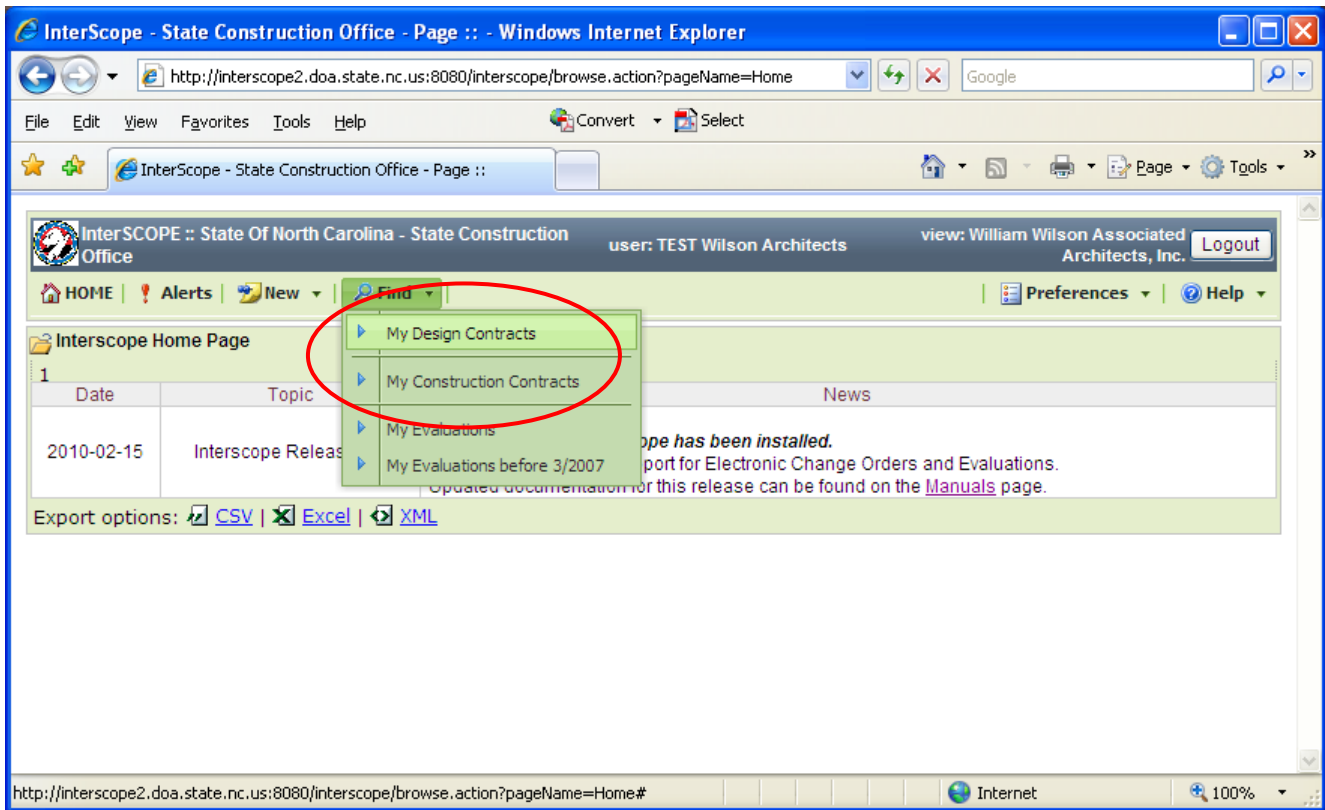 InterScope - State Construction Office - Page :: - Windows Internet Explorer
http://interscope2.doa.state.nc.us:8080/interscope/browse.action?pageName=Home
Google
File Edit View Favorites Tools Help
Convert Select
InterScope - State Construction Office - Page ::
Page Tools »
InterSCOPE :: State Of North Carolina - State Construction
Office
user: TEST Wilson Architects
view: William Wilson Associated
Architects, Inc.
Logout
HOME | Alerts | New | Find | | Preferences | Help
My Design Contracts
Interscope Home Page
1
My Construction Contracts
Date Topic News
My Evaluations
My Evaluations before 3/2007
2010-02-15 Interscope Releas
ope has been installed.
port for Electronic Change Orders and Evaluations.
Updated documentation for this release can be found on the Manuals page.
Export options: CSV | Excel | XML
http://interscope2.doa.state.nc.us:8080/interscope/browse.action?pageName=Home#
Internet
100%